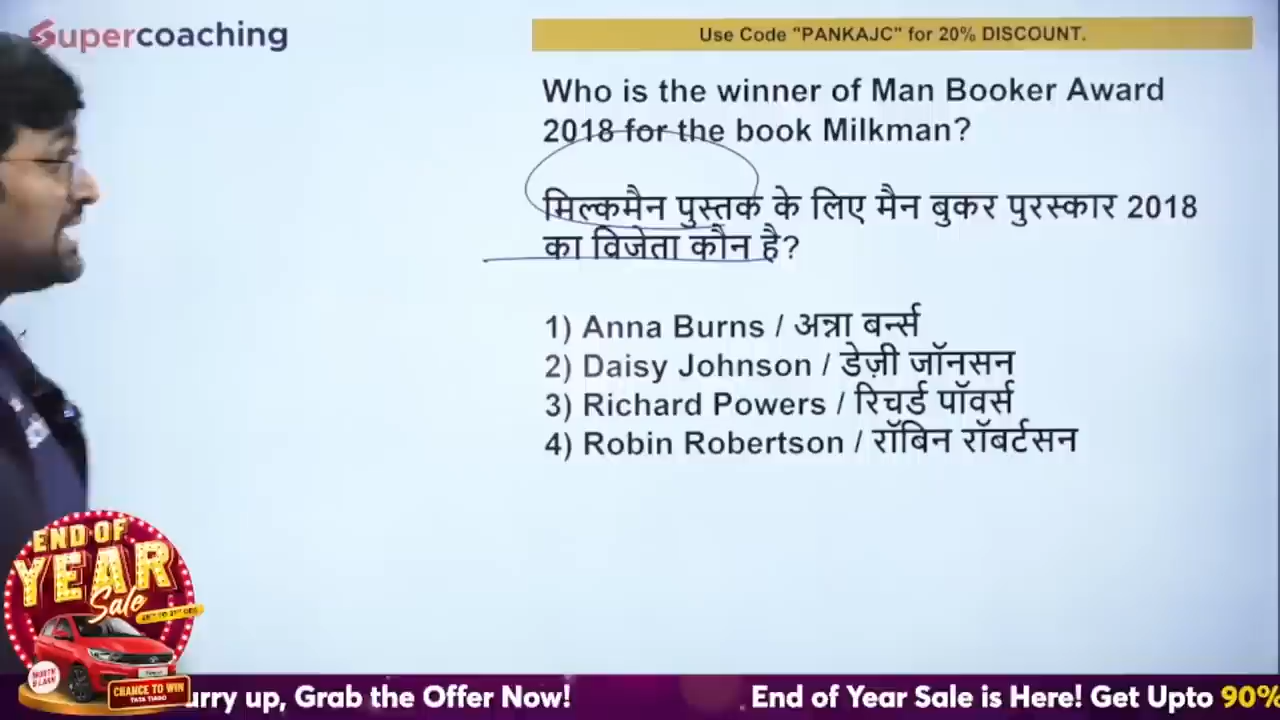 Supercoaching
Use Code "PANKAJC" for 20% DISCOUNT.
Who is the winner of Man Booker Award
2018 for the book Milkman?
मिल्कमैन पुस्तक के लिए मैन बुकर पुरस्कार 2018
का विजेता कौन है?
1) Anna Burns / अन्ना बर्न्स
2) Daisy Johnson / डेज़ी जॉनसन
3) Richard Powers / रिचर्ड पॉवर्स
4) Robin Robertson / रॉबिन रॉबर्टसन
END OF
YEAR
Sale
CHANCE TO WIN
TATA TIAGO
urry up, Grab the Offer Now!
End of Year Sale is Here! Get Upto 90%